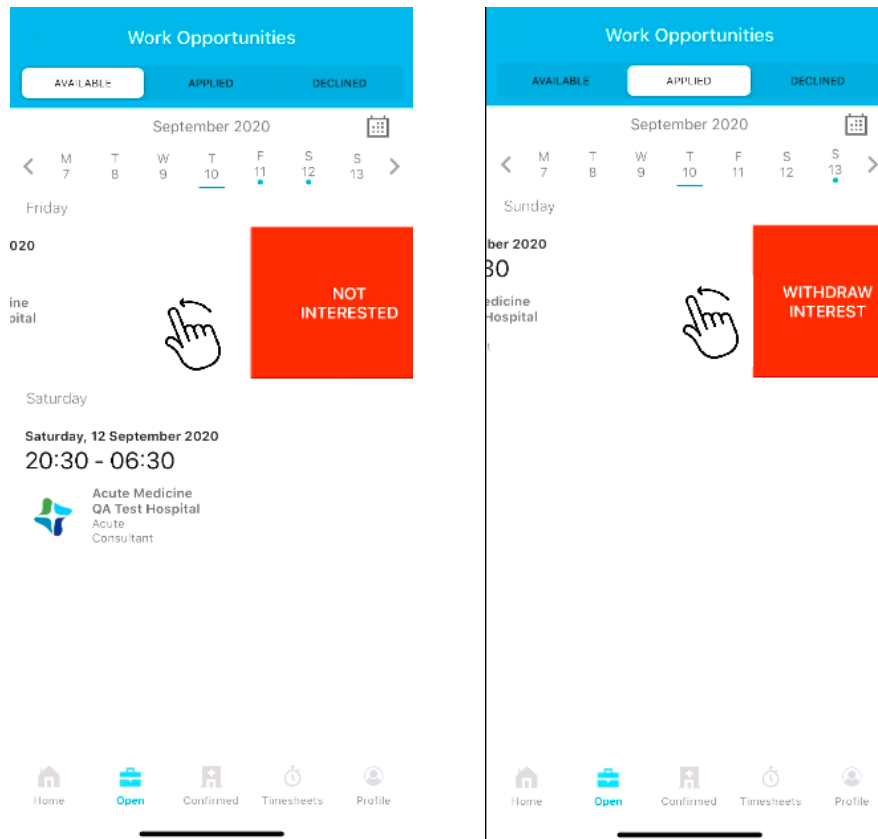 Work Opportunities
AVAILABLE APPLIED DECLINED
September 2020
M T W T F S S
7 8 9 10 11 12 13
Friday
020
ine
pital
NOT
INTERESTED
Saturday
Saturday, 12 September 2020
20:30 - 06:30
Acute Medicine
QA Test Hospital
Acute
Consultant
Home Open Confirmed Timesheets Profile
Work Opportunities
AVAILABLE APPLIED DECLINED
September 2020
M T W T F S S
7 8 9 10 11 12 13
Sunday
ber 2020
30
edicine
Hospital
t
WITHDRAW
INTEREST
Home Open Confirmed Timesheets Profile